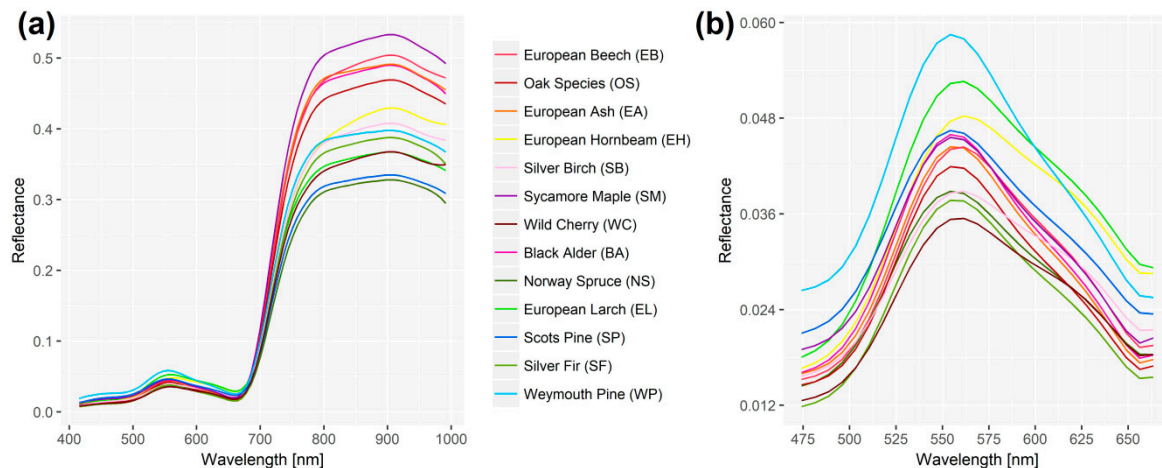 (a)
Reflectance
0.5
0.4
0.3
0.2
0.1
0.0
400 500 600 700 800 900 1000
Wavelength [nm]
European Beech (EB)
Oak Species (OS)
European Ash (EA)
European Hornbeam (EH)
Silver Birch (SB)
Sycamore Maple (SM)
Wild Cherry (WC)
Black Alder (BA)
Norway Spruce (NS)
European Larch (EL)
Scots Pine (SP)
Silver Fir (SF)
Weymouth Pine (WP)
(b)
Reflectance
0.060
0.048
0.036
0.024
0.012
475 500 525 550 575 600 625 650
Wavelength [nm]